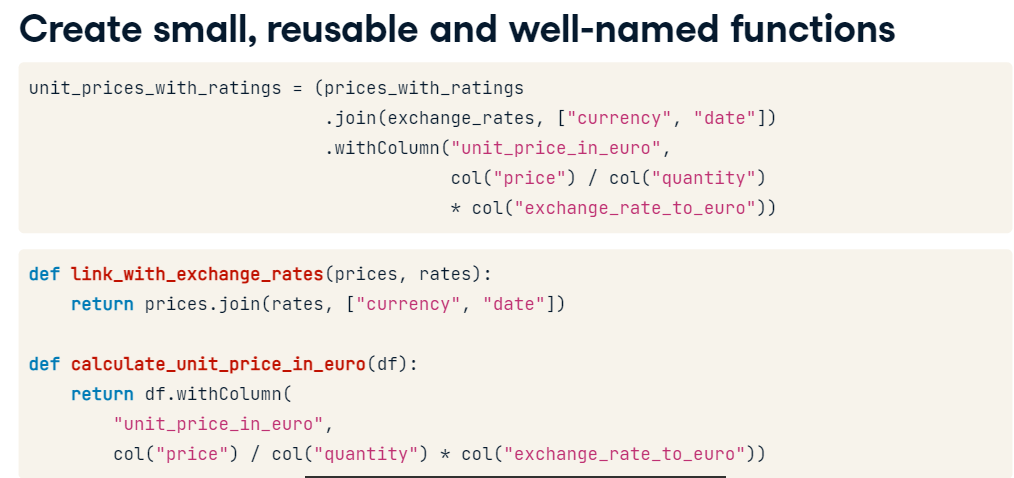 Create small, reusable and well-named functions
unit_prices_with_ratings = (prices_with_ratings
.join(exchange_rates, ["currency", "date"])
.withColumn("unit_price_in_euro",
col("price") / col("quantity")
* col("exchange_rate_to_euro"))
def link_with_exchange_rates(prices, rates):
return prices.join(rates, ["currency", "date"])
def calculate_unit_price_in_euro(df):
return df.withColumn(
"unit_price_in_euro",
col("price") / col("quantity") * col("exchange_rate_to_euro"))